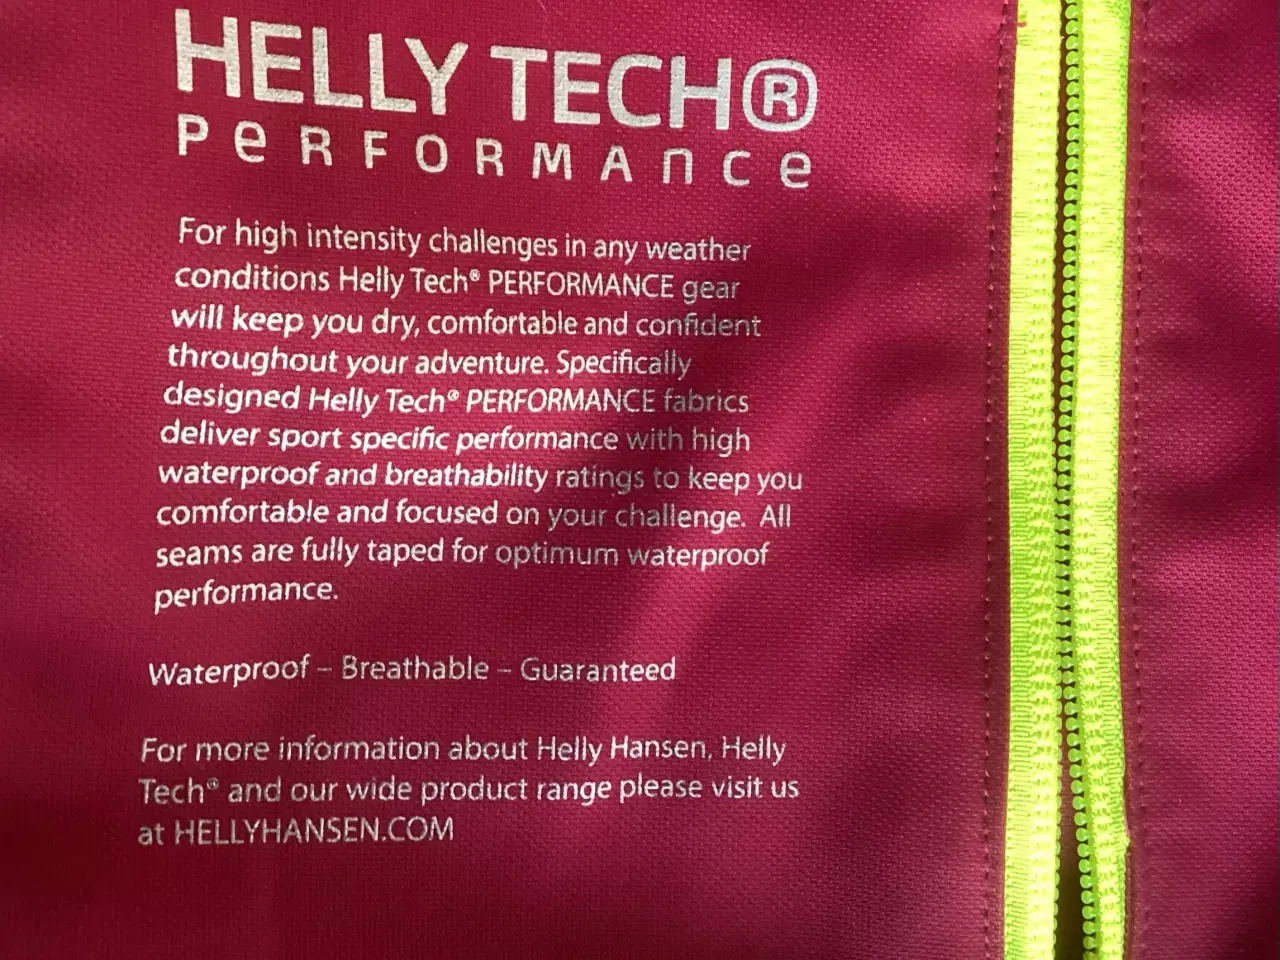 HELLY TECH®
PeRFORMAnce
For high intensity challenges in any weather
conditions Helly Tech® PERFORMANCE gear
will keep you dry, comfortable and confident
throughout your adventure. Specifically
designed Helly Tech® PERFORMANCE fabrics
deliver sport specific performance with high
waterproof and breathability ratings to keep you
comfortable and focused on your challenge. All
seams are fully taped for optimum waterproof
performance.
Waterproof – Breathable – Guaranteed
For more information about Helly Hansen, Helly
Tech® and our wide product range please visit us
at HELLYHANSEN.COM